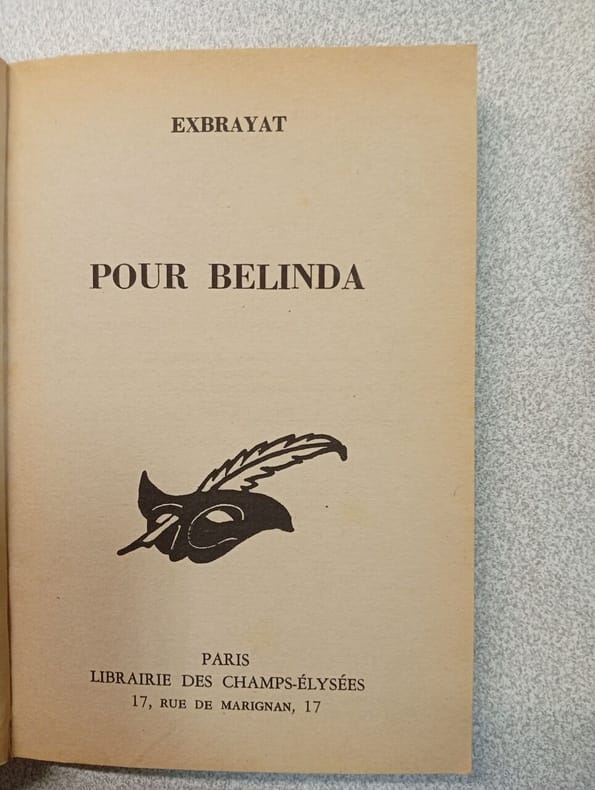 EXBRAYAT
POUR BELINDA
PARIS
LIBRAIRIE DES CHAMPS-ÉLYSÉES
17, RUE DE MARIGNAN, 17